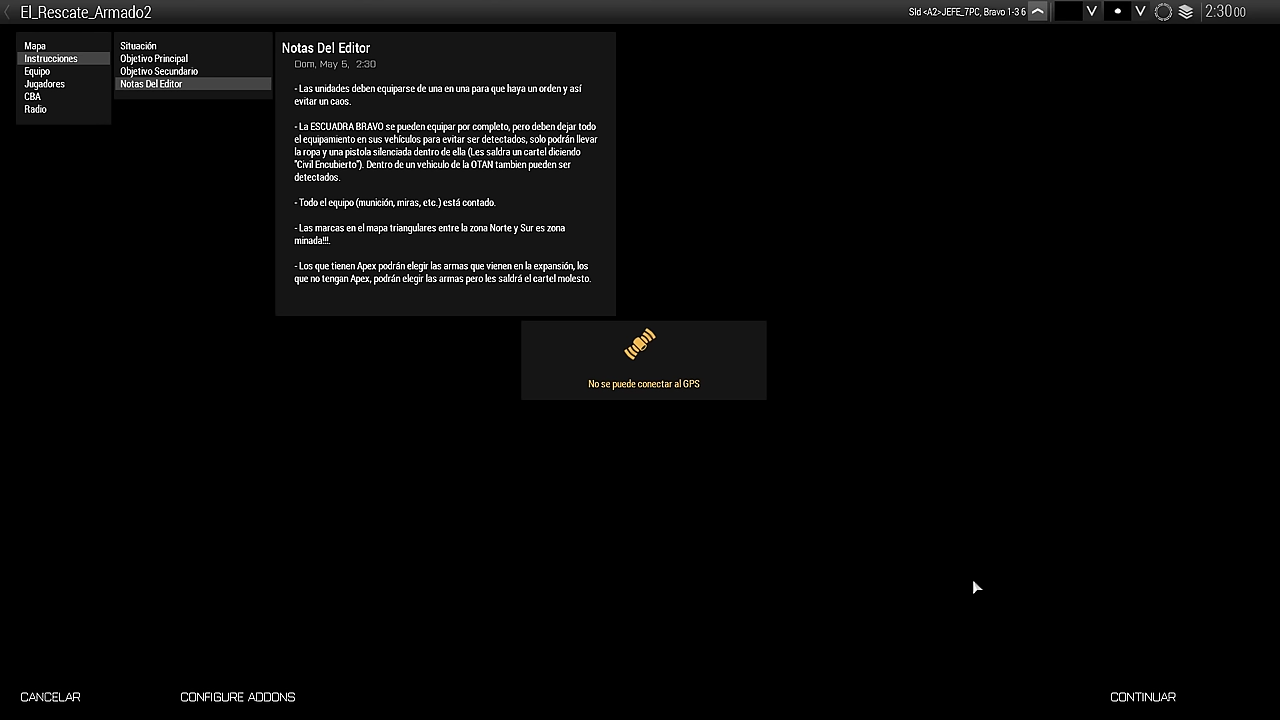 El_Rescate_Armado2
Sld <A2>JEFE_7PC, Bravo 1-3 6
2:30 00
Mapa
Instrucciones
Equipo
Jugadores
CBA
Radio
Situación
Objetivo Principal
Objetivo Secundario
Notas Del Editor
Notas Del Editor
Dom, May 5, 2:30
- Las unidades deben equiparse de una en una para que haya un orden y así
evitar un caos.
- La ESCUADRA BRAVO se pueden equipar por completo, pero deben dejar todo
el equipamiento en sus vehículos para evitar ser detectados, solo podrán llevar
la ropa y una pistola silenciada dentro de ella (Les saldra un cartel diciendo
"Civil Encubierto"). Dentro de un vehiculo de la OTAN tambien pueden ser
detectados.
- Todo el equipo (munición, miras, etc.) está contado.
- Las marcas en el mapa triangulares entre la zona Norte y Sur es zona
minada!!!.
- Los que tienen Apex podrán elegir las armas que vienen en la expansión, los
que no tengan Apex, podrán elegir las armas pero les saldrá el cartel molesto.
No se puede conectar al GPS
CANCELAR
CONFIGURE ADDONS
CONTINUAR